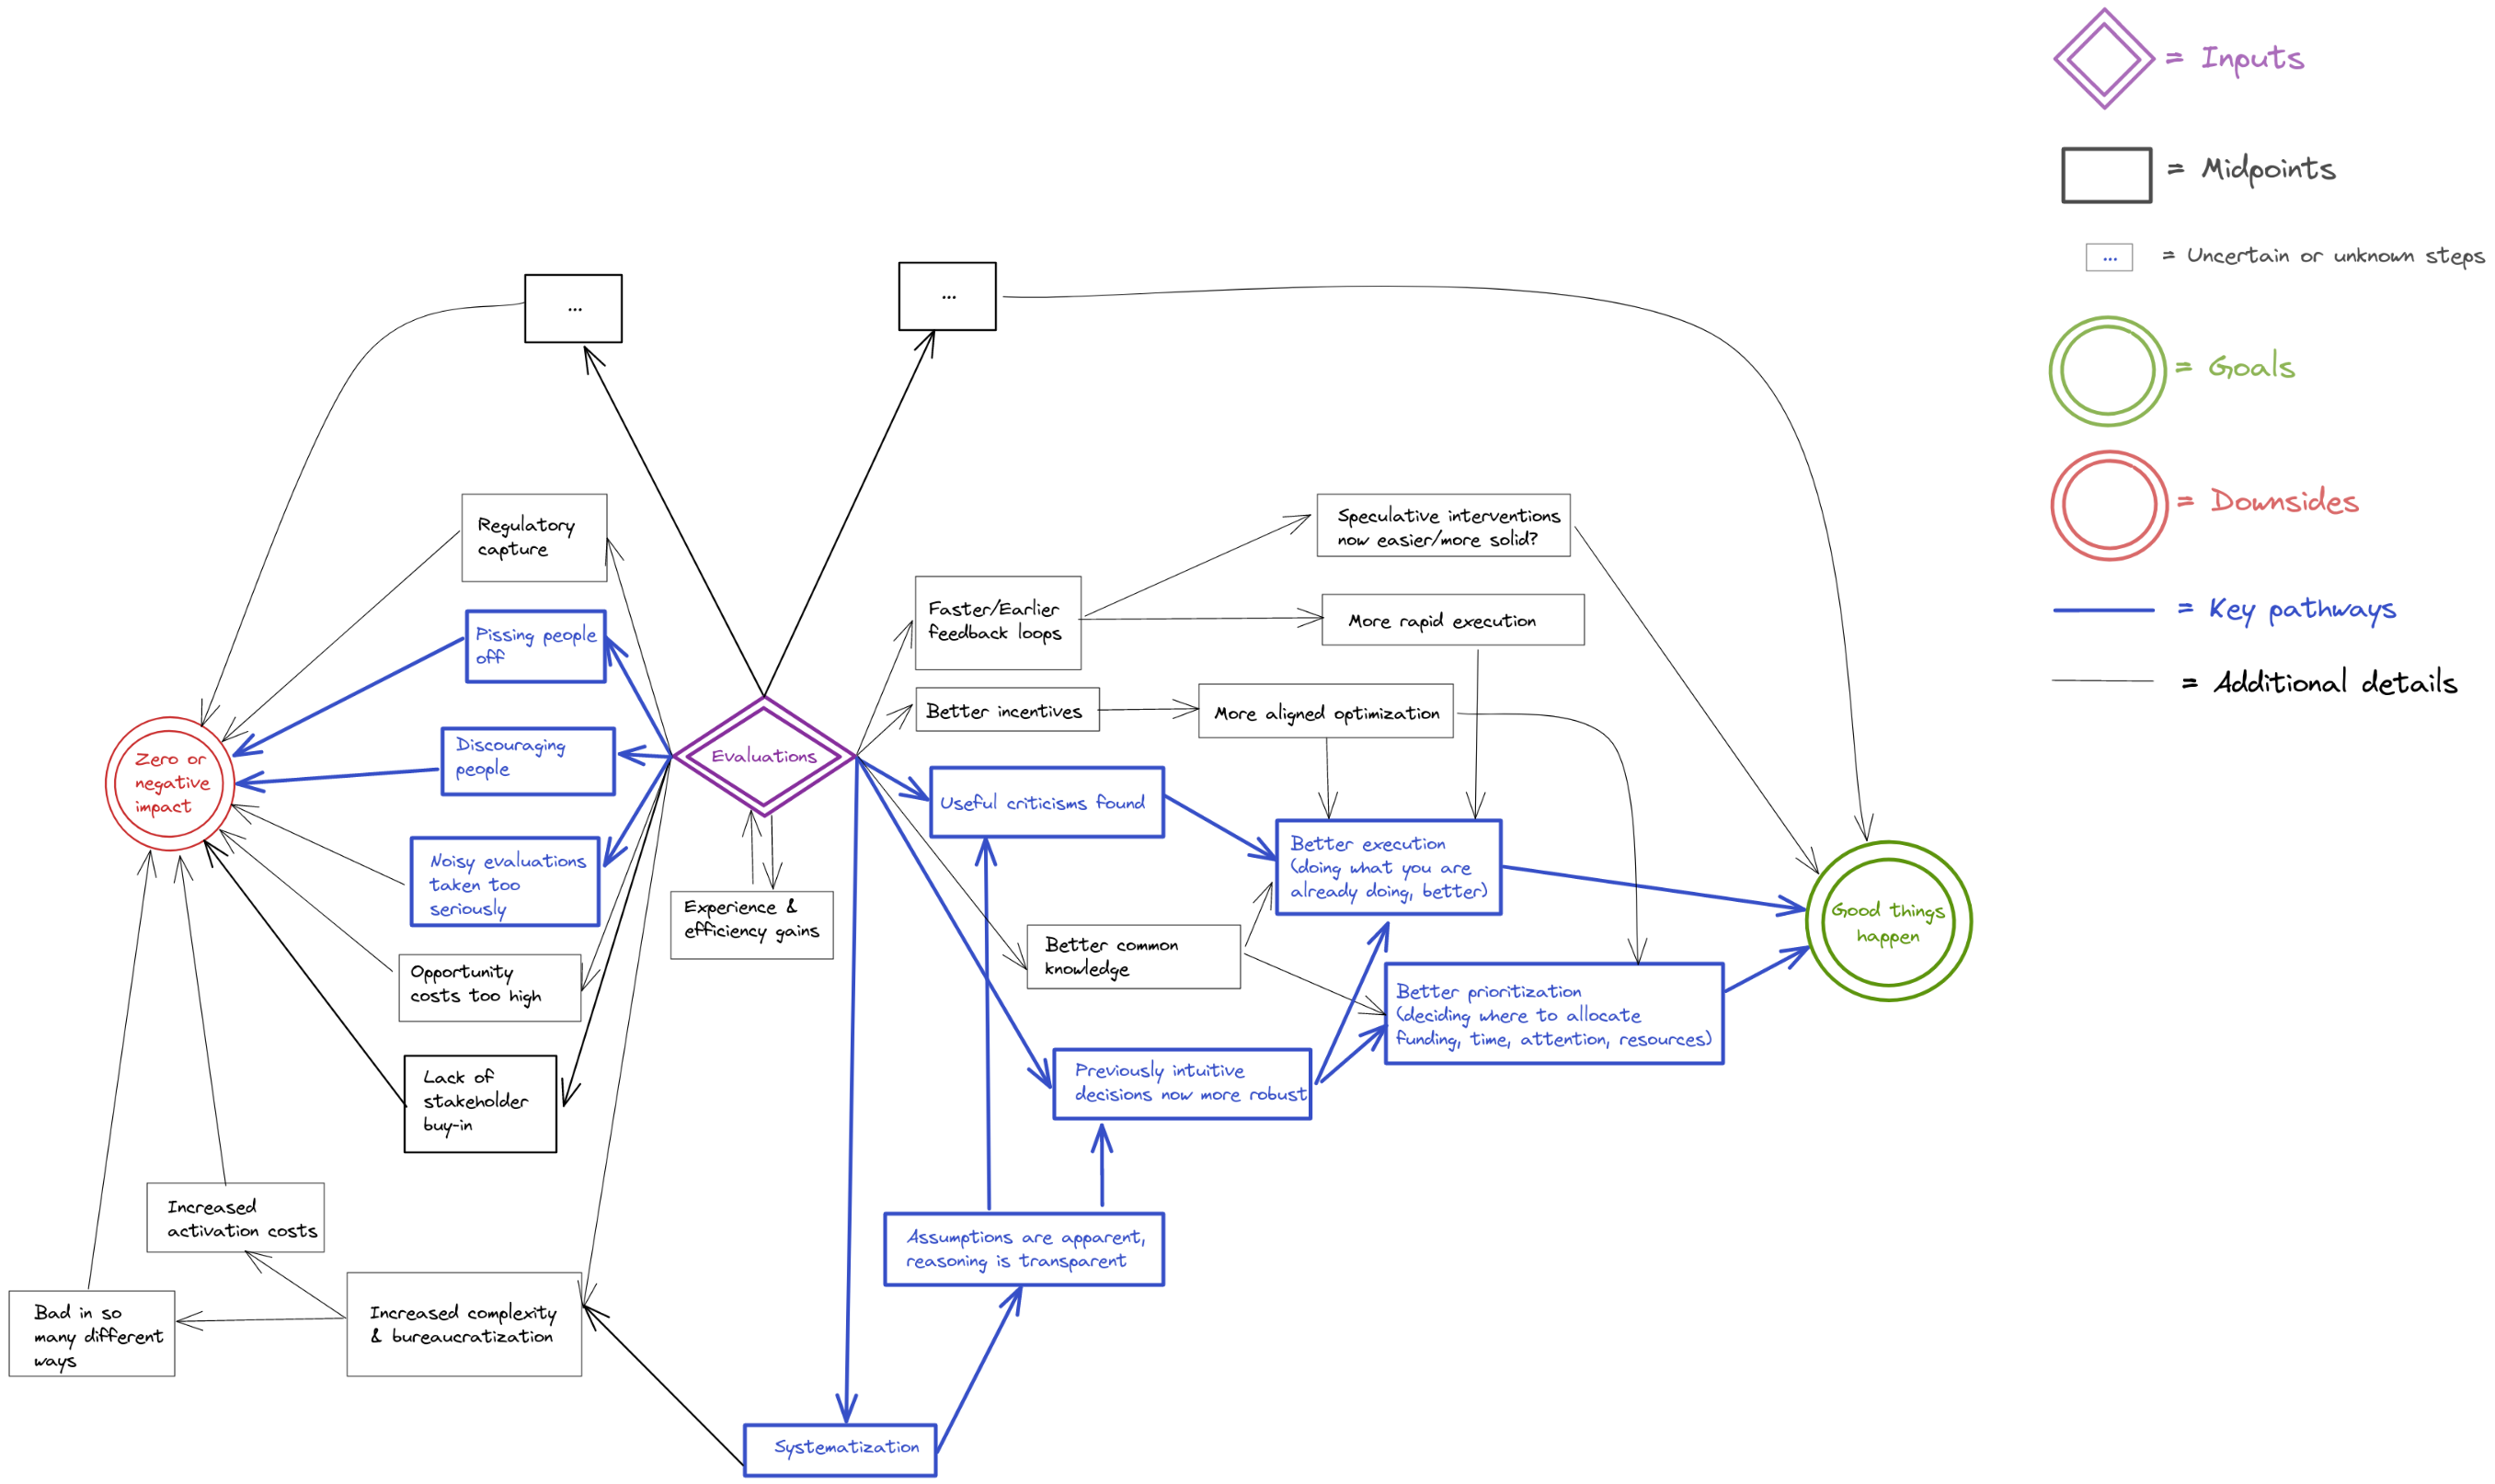 = Inputs
= Midpoints
...
= Uncertain or unknown steps
= Goals
= Downsides
= Key pathways
= Additional details
...
...
Regulatory
capture
Pissing people
off
Discouraging
people
Noisy evaluations
taken too
seriously
Opportunity
costs too high
Lack of
stakeholder
buy-in
Increased
activation costs
Bad in so
many different
ways
Increased complexity
& bureaucratization
Zero or
negative
impact
Evaluations
Experience &
efficiency gains
Faster/Earlier
feedback loops
Better incentives
Useful criticisms found
Better common
knowledge
Previously intuitive
decisions now more robust
Assumptions are apparent,
reasoning is transparent
Systematization
Speculative interventions
now easier/more solid?
More rapid execution
More aligned optimization
Better execution
(doing what you are
already doing, better)
Better prioritization
(deciding where to allocate
funding, time, attention, resources)
Good things
happen